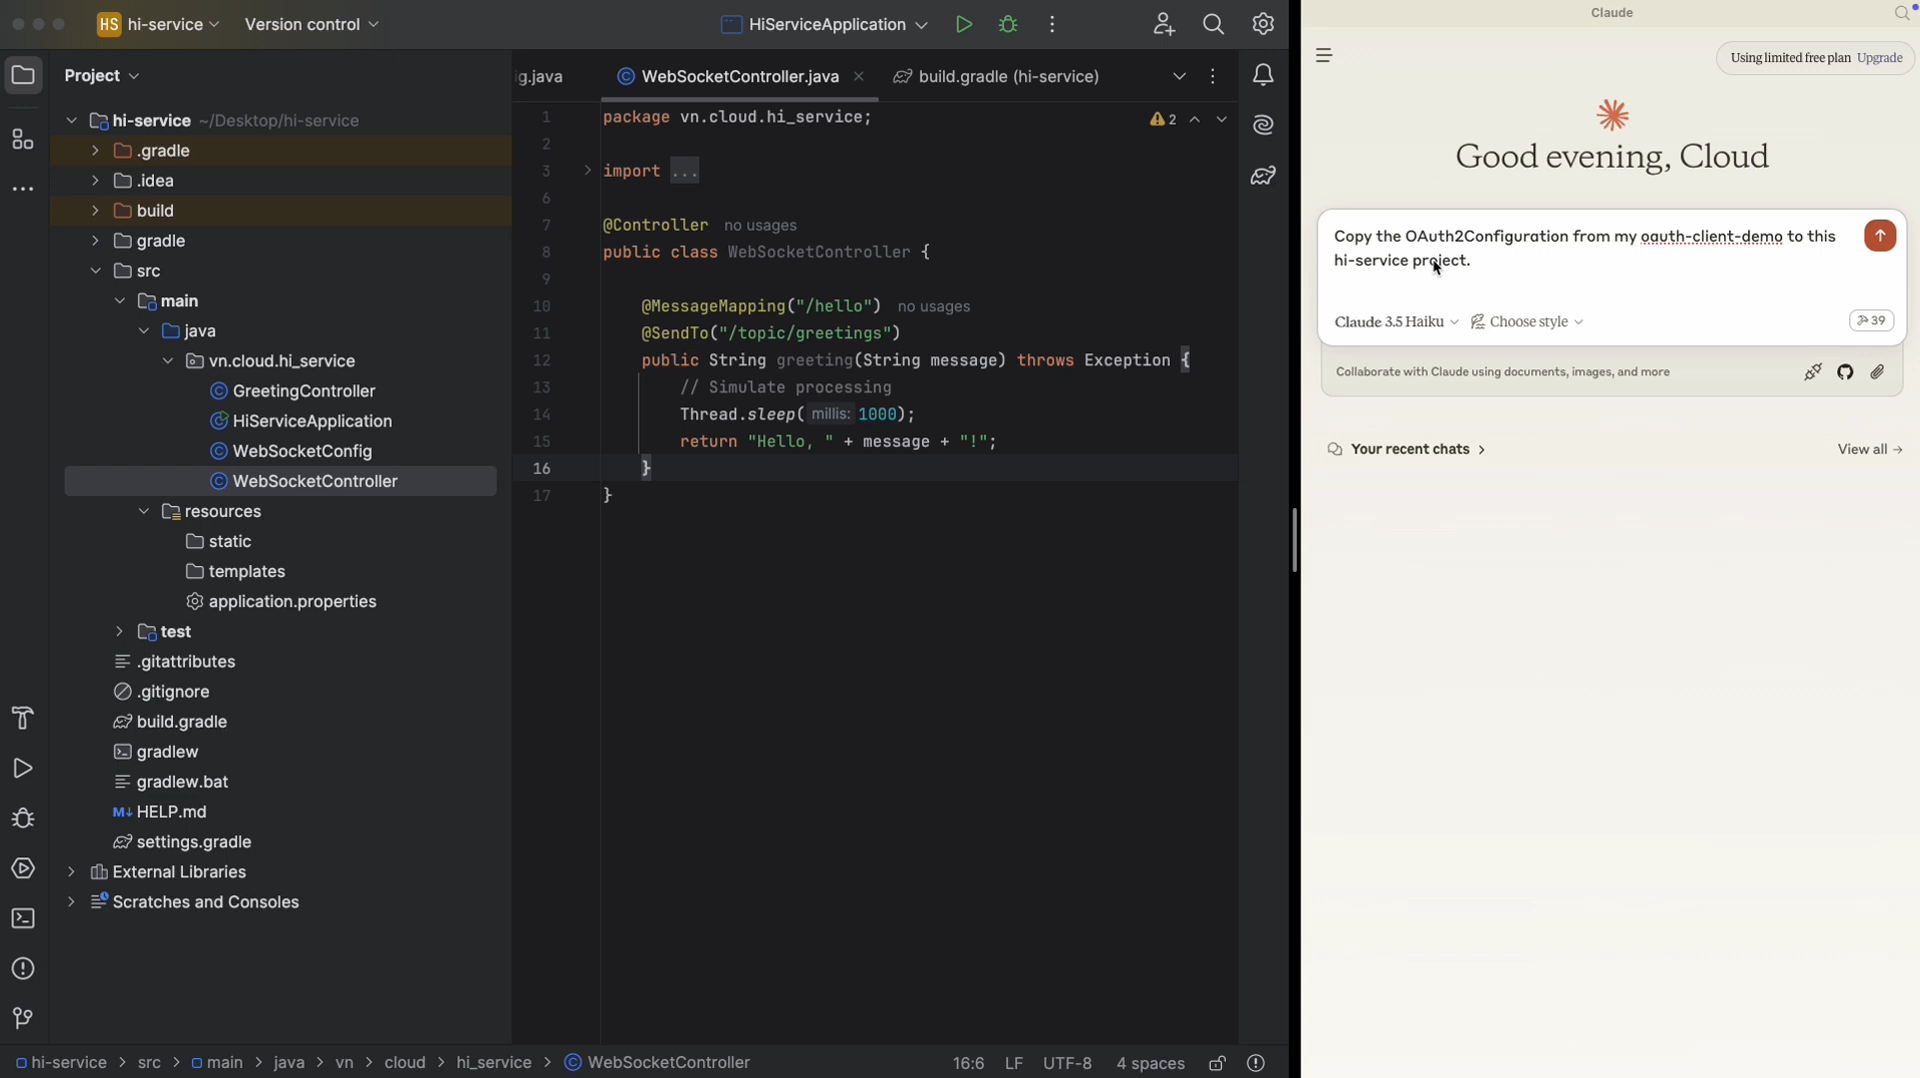 HS hi-service
Version control
HiServiceApplication
Project
hi-service ~/Desktop/hi-service
.gradle
.idea
build
gradle
src
main
java
vn.cloud.hi_service
GreetingController
HiServiceApplication
WebSocketConfig
WebSocketController
resources
static
templates
application.properties
test
.gitattributes
.gitignore
build.gradle
gradlew
gradlew.bat
M↓ HELP.md
settings.gradle
External Libraries
Scratches and Consoles
ig.java
WebSocketController.java
build.gradle (hi-service)
1 package vn.cloud.hi_service;
2
2
3 import ...
6
7 @Controller no usages
8 public class WebSocketController {
9
10 @MessageMapping("/hello") no usages
11 @SendTo("/topic/greetings")
12 public String greeting(String message) throws Exception {
13 // Simulate processing
14 Thread.sleep( millis: 1000);
15 return "Hello, " + message + "!";
16 }
17 }
hi-service > src > main > java > vn > cloud > hi_service > WebSocketController
16:6 LF UTF-8 4 spaces
Claude
Using limited free plan Upgrade
Good evening, Cloud
Copy the OAuth2Configuration from my oauth-client-demo to this
hi-service project.
Claude 3.5 Haiku
Choose style
39
Collaborate with Claude using documents, images, and more
Your recent chats >
View all →